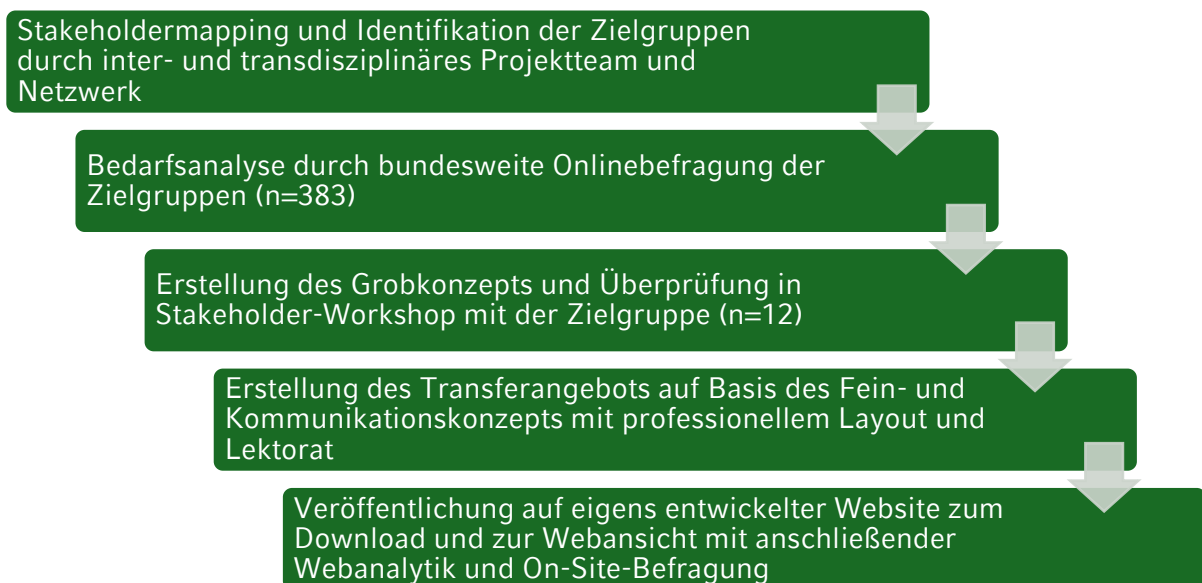 Stakeholdermapping und Identifikation der Zielgruppen
durch inter- und transdisziplinäres Projektteam und
Netzwerk
Bedarfsanalyse durch bundesweite Onlinebefragung der
Zielgruppen (n=383)
Erstellung des Grobkonzepts und Überprüfung in
Stakeholder-Workshop mit der Zielgruppe (n=12)
Erstellung des Transferangebots auf Basis des Fein- und
Kommunikationskonzepts mit professionellem Layout und
Lektorat
Veröffentlichung auf eigens entwickelter Website zum
Download und zur Webansicht mit anschließender
Webanalytik und On-Site-Befragung